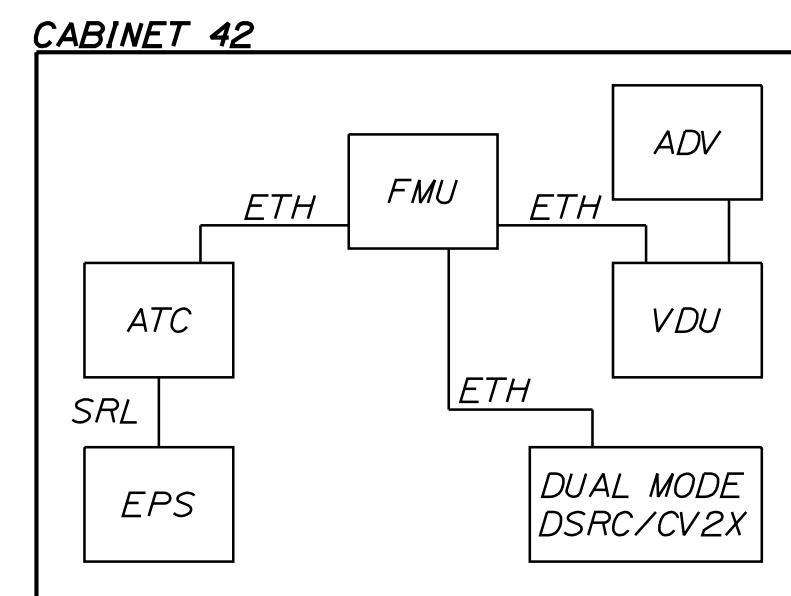 CABINET 42
ADV
FMU
ETH
ETH
ATC
VDU
ETH
SRL
EPS
DUAL MODE
DSRC/CV2X